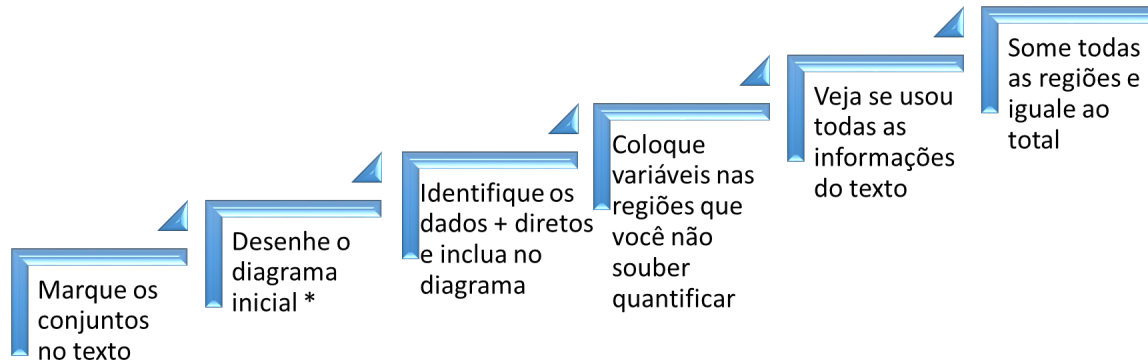 Marque os
conjuntos
no texto
Desenhe o
diagrama
inicial *
Identifique os
dados + diretos
e inclua no
diagrama
Coloque
variáveis nas
regiões que
você não
souber
quantificar
Veja se usou
todas as
informações
do texto
Some todas
as regiões e
iguale ao
total